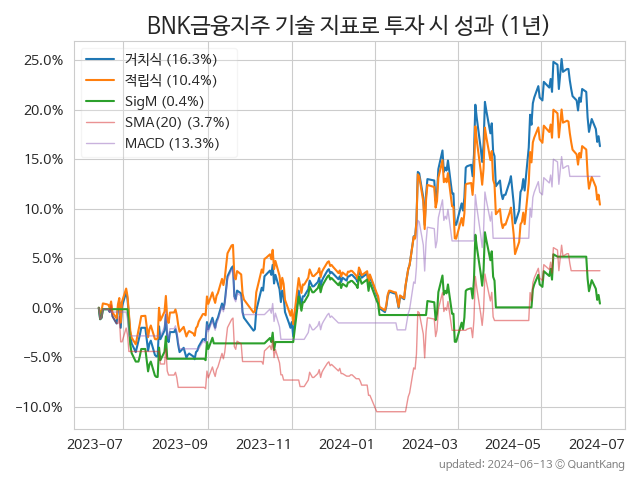 BNK금융지주 기술 지표로 투자 시 성과 (1년)
거치식 (16.3%)
적립식 (10.4%)
SigM (0.4%)
SMA(20) (3.7%)
MACD (13.3%)
25.0%
20.0%
15.0%
10.0%
5.0%
0.0%
−5.0%
−10.0%
2023-07 2023-09 2023-11 2024-01 2024-03 2024-05 2024-07
updated: 2024-06-13 © QuantKang